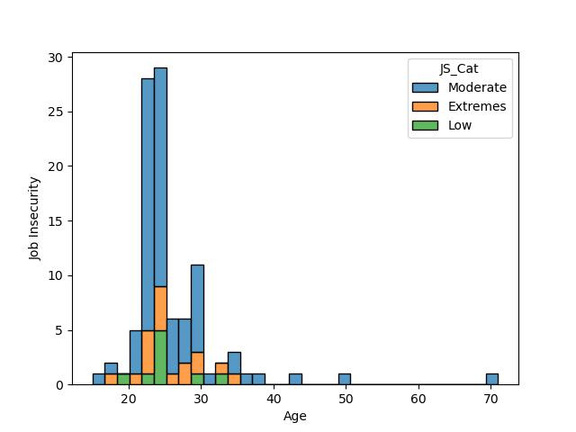 30
25
20
15
10
5
0
Job Insecurity
JS_Cat
Moderate
Extremes
Low
20 30 40 50 60 70
Age